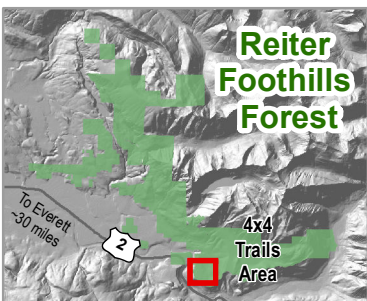 Reiter
Foothills
Forest
To Everett
~30 miles
2
4x4
Trails
Area